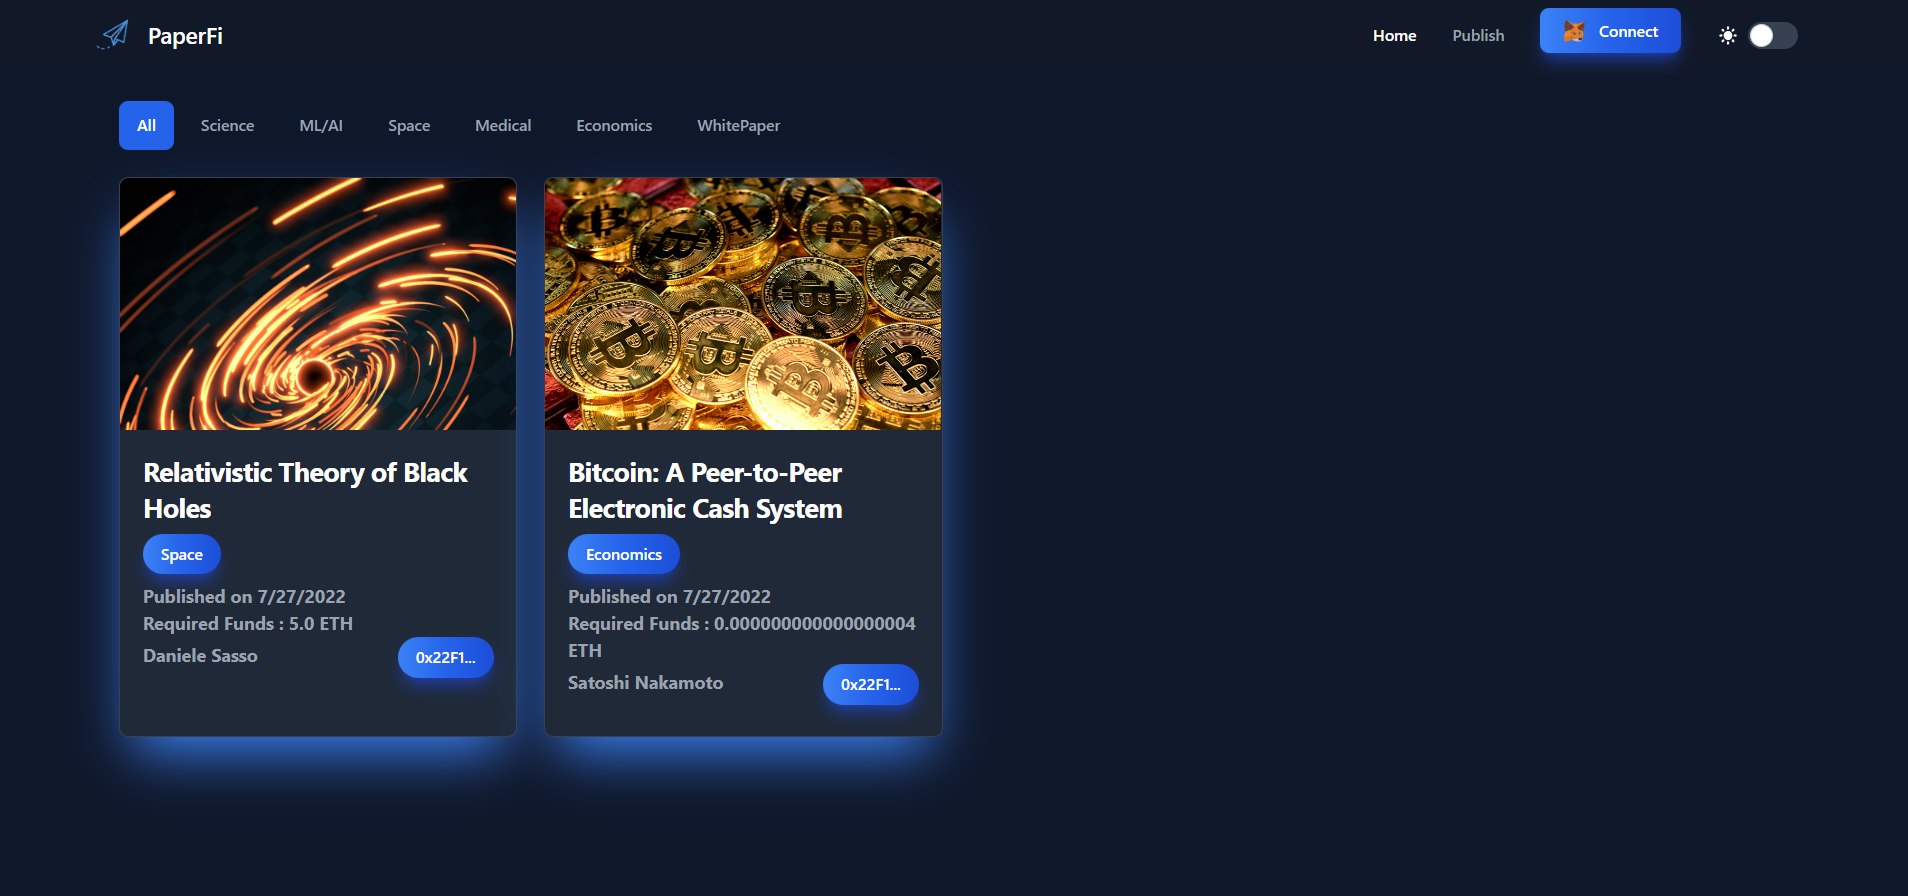 PaperFi
Home
Publish
Connect
All
Science
ML/AI
Space
Medical
Economics
WhitePaper
Relativistic Theory of Black
Holes
Space
Published on 7/27/2022
Required Funds : 5.0 ETH
Daniele Sasso
0x22F1...
Bitcoin: A Peer-to-Peer
Electronic Cash System
Economics
Published on 7/27/2022
Required Funds : 0.000000000000000004
ETH
Satoshi Nakamoto
0x22F1...